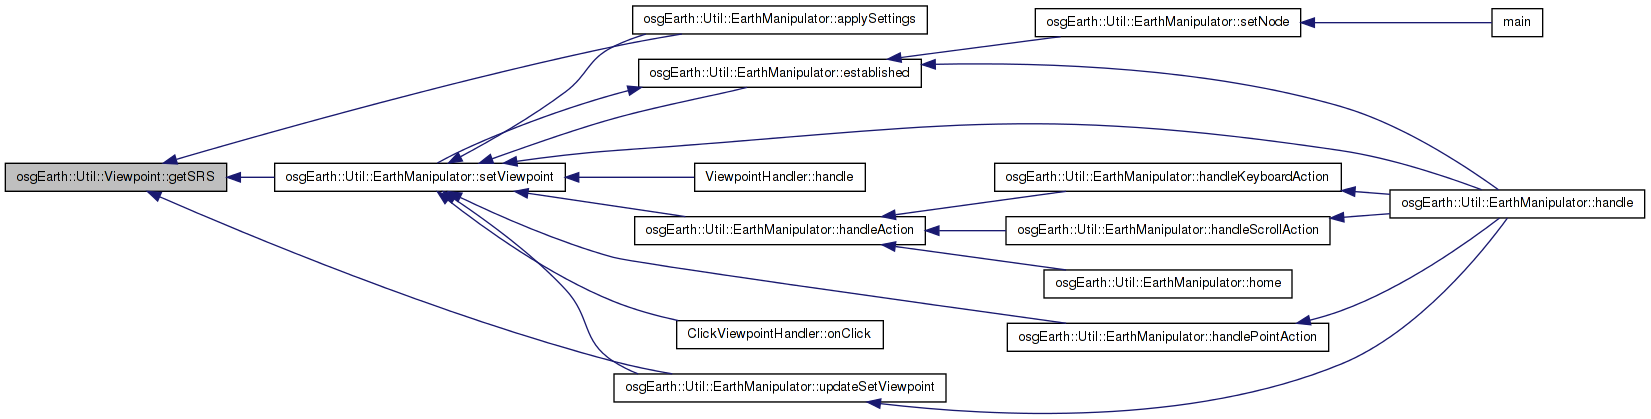 osgEarth::Util::EarthManipulator::applySettings
osgEarth::Util::EarthManipulator::setNode
main
osgEarth::Util::EarthManipulator::established
osgEarth::Util::Viewpoint::getSRS
osgEarth::Util::EarthManipulator::setViewpoint
ViewpointHandler::handle
osgEarth::Util::EarthManipulator::handleKeyboardAction
osgEarth::Util::EarthManipulator::handle
osgEarth::Util::EarthManipulator::handleAction
osgEarth::Util::EarthManipulator::handleScrollAction
osgEarth::Util::EarthManipulator::home
ClickViewpointHandler::onClick
osgEarth::Util::EarthManipulator::handlePointAction
osgEarth::Util::EarthManipulator::updateSetViewpoint